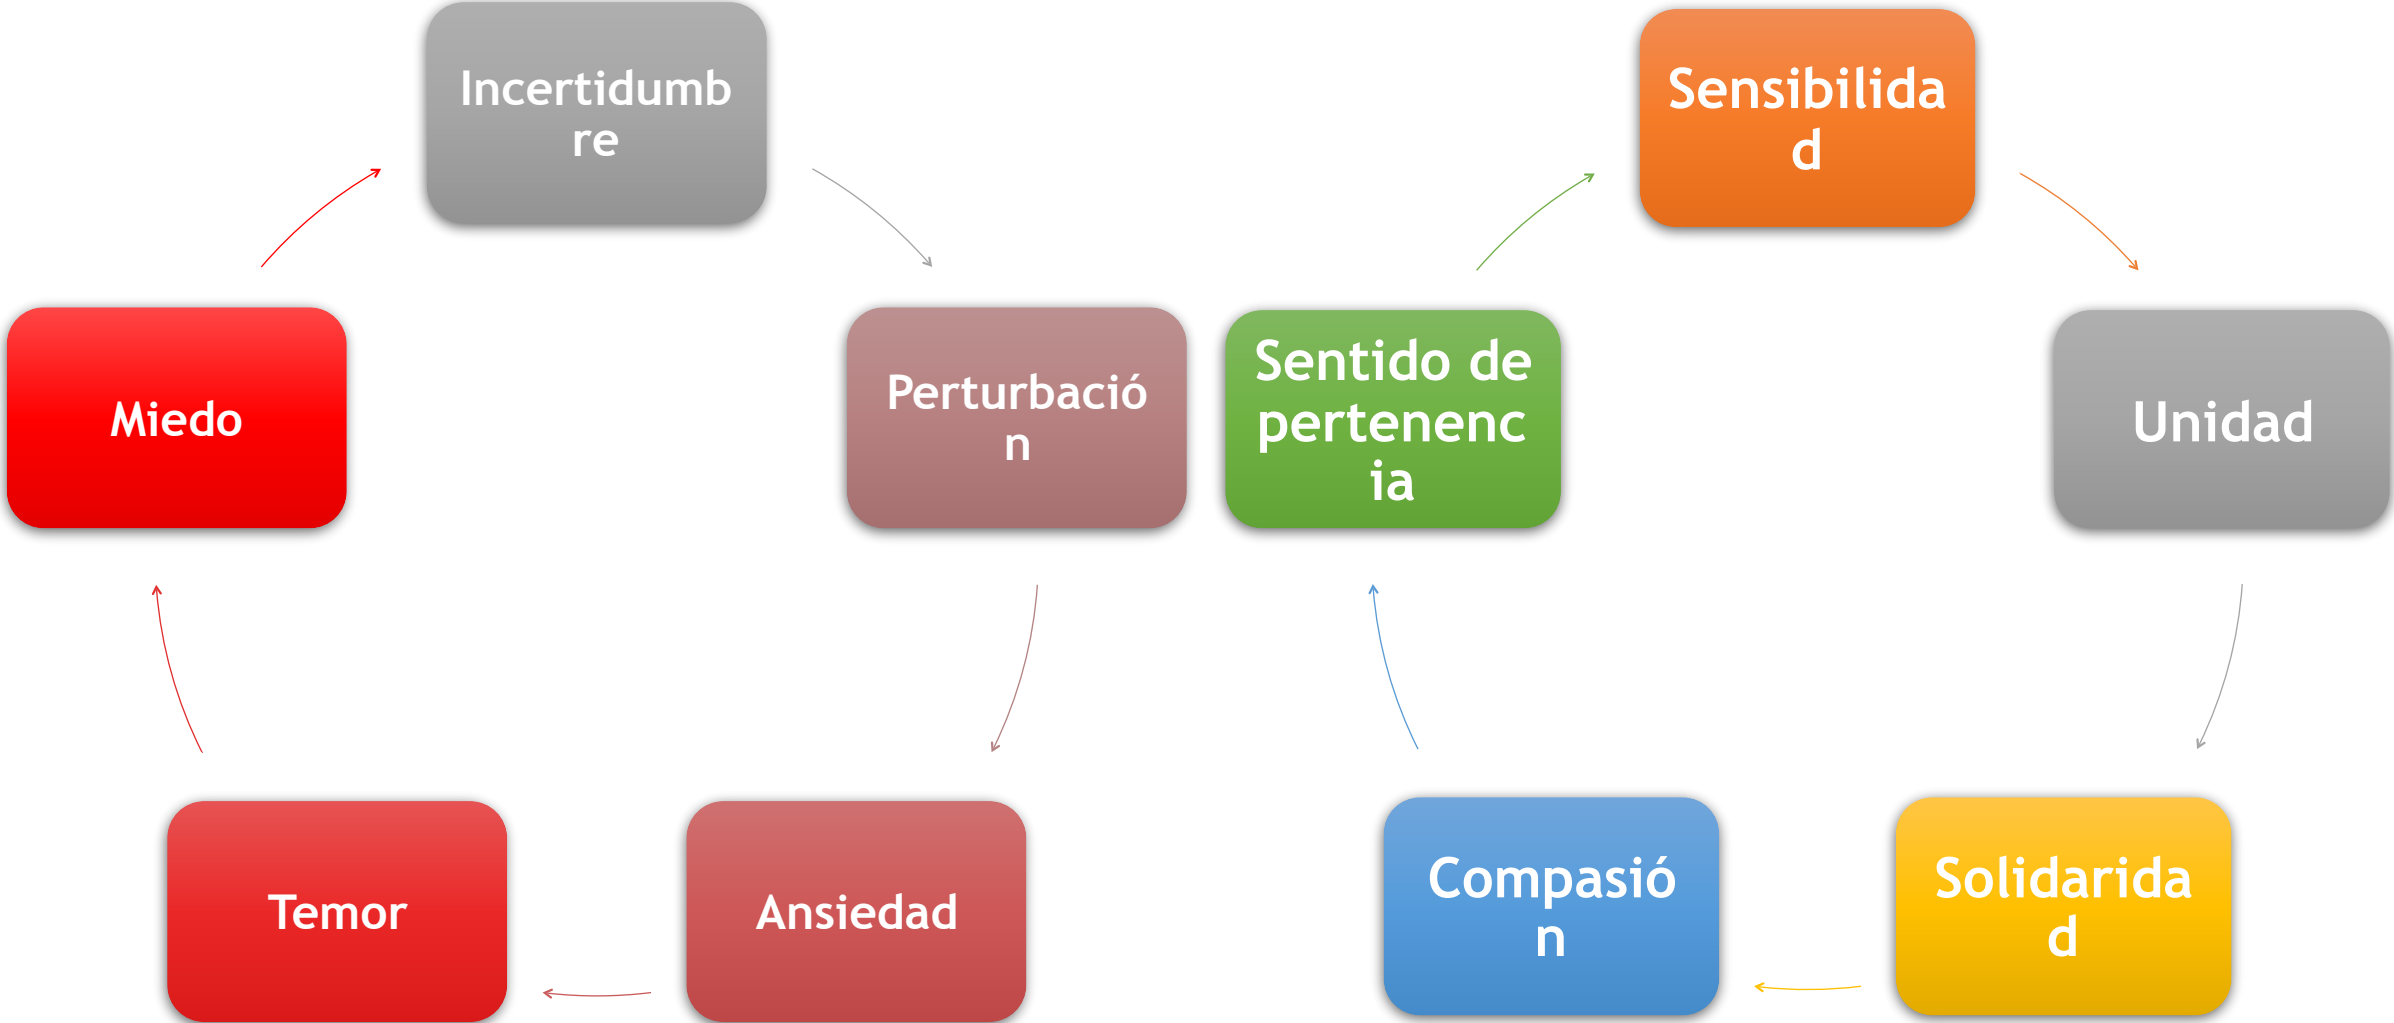 Incertidumb
re
Perturbació
n
Ansiedad
Temor
Miedo
Sensibilida
d
Unidad
Solidarida
d
Compasió
n
Sentido de
pertenenc
ia